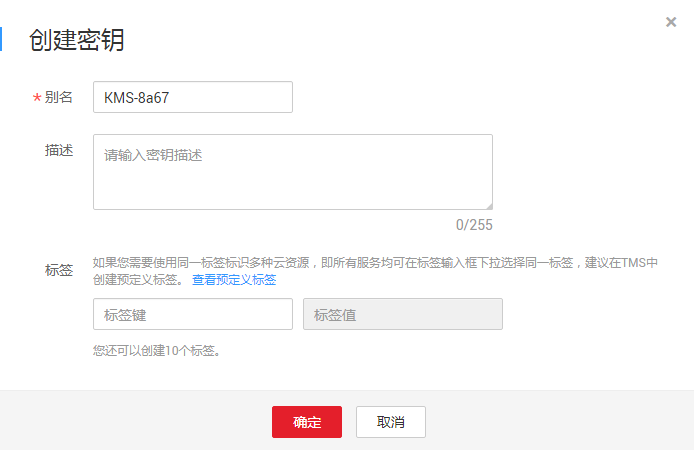 创建密钥
* 别名 KMS-8a67
描述 请输入密钥描述
0/255
标签 如果您需要使用同一标签标识多种云资源，即所有服务均可在标签输入框下拉选择同一标签，建议在TMS中
创建预定义标签。 查看预定义标签
标签键 标签值
您还可以创建10个标签。
确定 取消